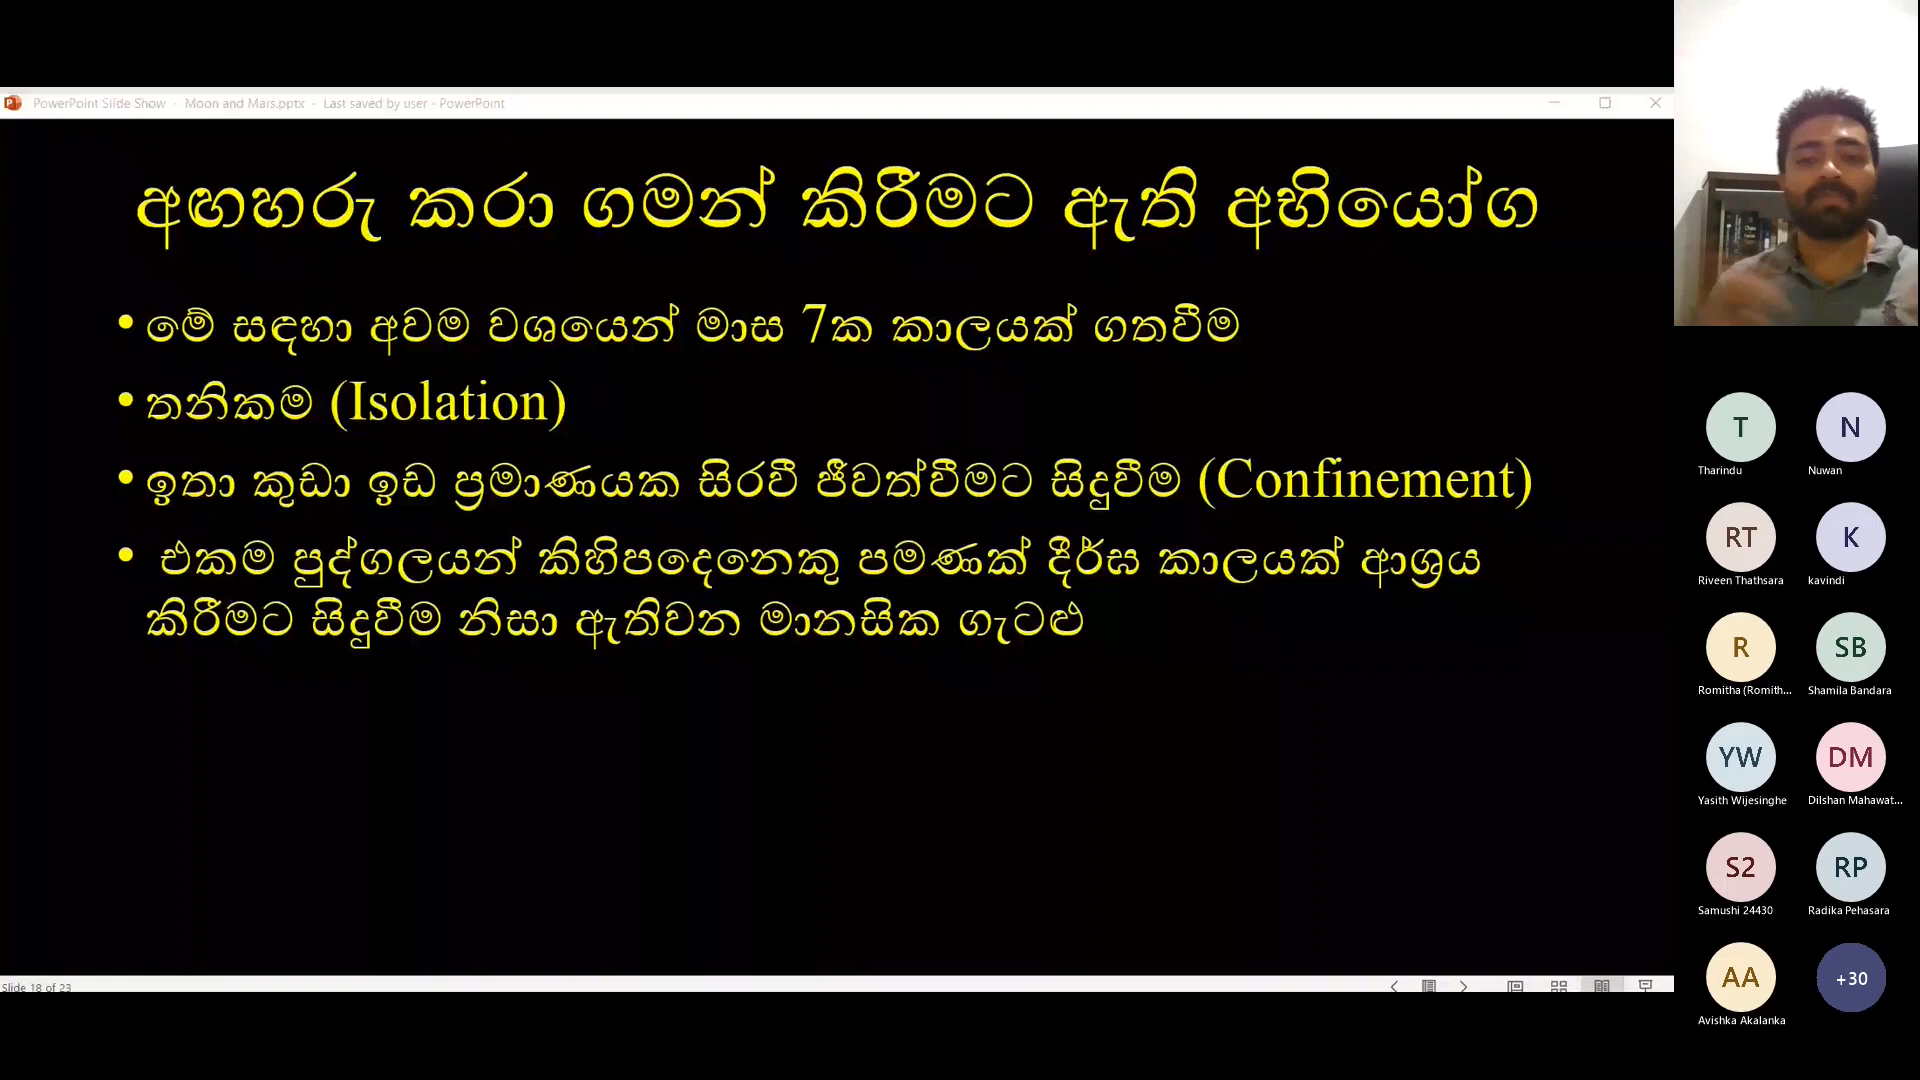 PowerPoint Slide Show - Moon and Mars.pptx - Last saved by user - PowerPoint
අඟහරු කරා ගමන් කිරීමට ඇති අභියෝග
• මේ සඳහා අවම වශයෙන් මාස 7ක කාලයක් ගතවීම
• තනිකම (Isolation)
• ඉතා කුඩා ඉඩ ප්‍රමාණයක සිරවී ජීවත්වීමට සිදුවීම (Confinement)
• එකම පුද්ගලයන් කිහිපදෙනෙකු පමණක් දීර්ඝ කාලයක් ආශ්‍රය
කිරීමට සිදුවීම නිසා ඇතිවන මානසික ගැටළු
Slide 18 of 23
T N
Tharindu Nuwan
RT K
Riveen Thathsara kavindi
R SB
Romitha (Romith... Shamila Bandara
YW DM
Yasith Wijesinghe Dilshan Mahawat...
S2 RP
Samushi 24430 Radika Pehasara
AA +30
Avishka Akalanka